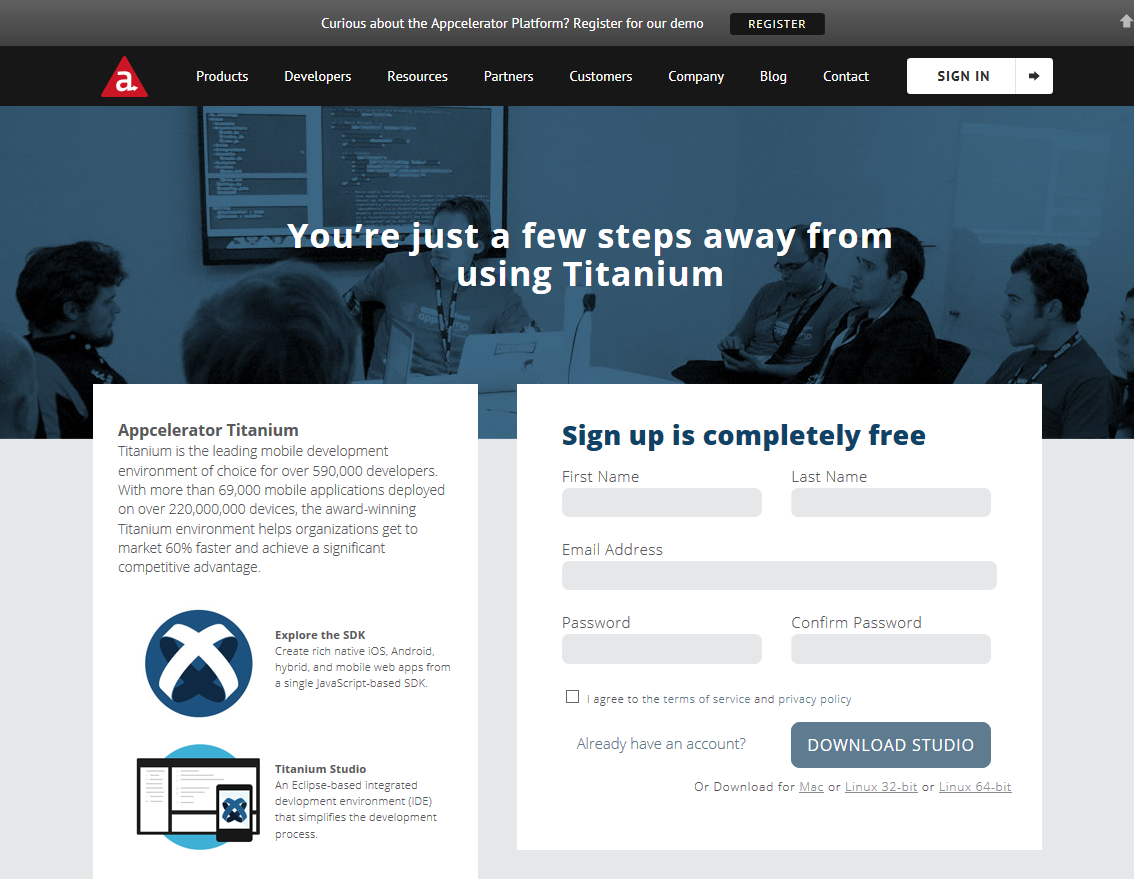 Curious about the Appcelerator Platform? Register for our demo
REGISTER
a
Products
Developers
Resources
Partners
Customers
Company
Blog
Contact
SIGN IN
You're just a few steps away from
using Titanium
Appcelerator Titanium
Titanium is the leading mobile development
environment of choice for over 590,000 developers.
With more than 69,000 mobile applications deployed
on over 220,000,000 devices, the award-winning
Titanium environment helps organizations get to
market 60% faster and achieve a significant
competitive advantage.
Explore the SDK
Create rich native iOS, Android,
hybrid, and mobile web apps from
a single JavaScript-based SDK.
Titanium Studio
An Eclipse-based integrated
devlopment environment (IDE)
that simplifies the development
process.
Sign up is completely free
First Name
Last Name
Email Address
Password
Confirm Password
I agree to the terms of service and privacy policy
Already have an account?
DOWNLOAD STUDIO
Or Download for Mac or Linux 32-bit or Linux 64-bit